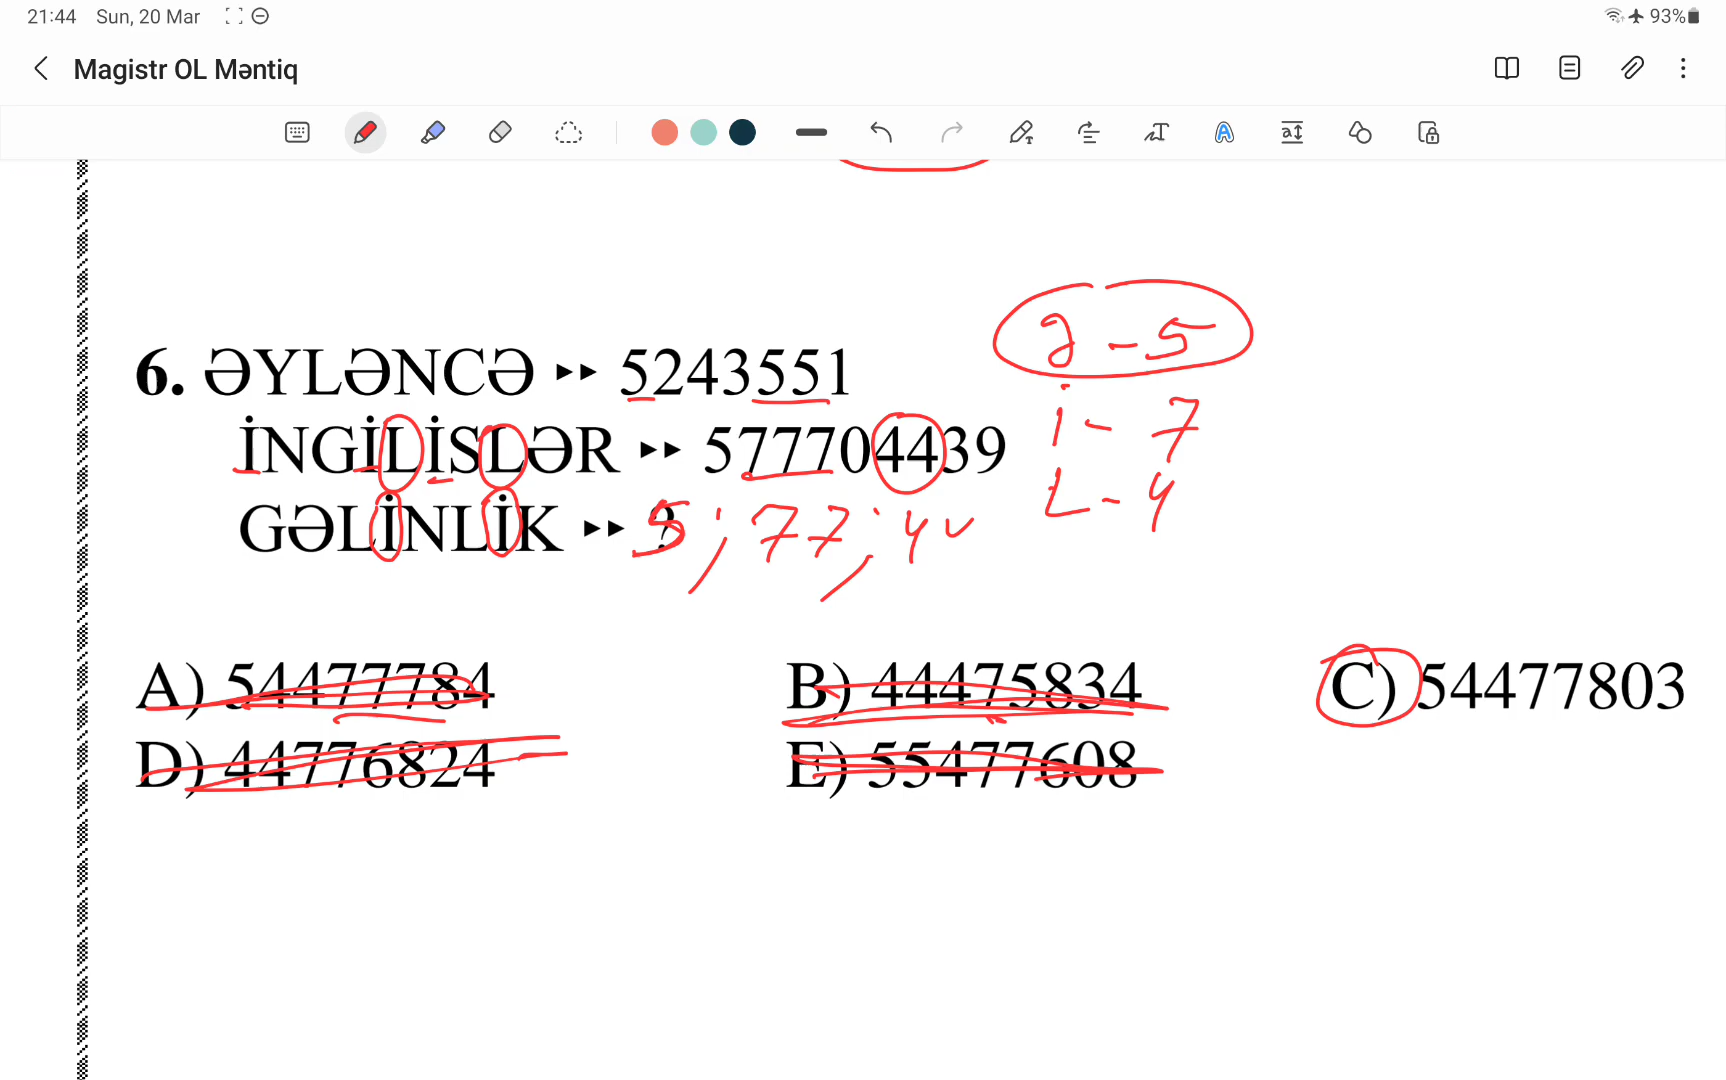 21:44 Sun, 20 Mar 93%
Magistr OL Məntiq
6. ƏYLƏNCƏ ▸▸ 5243551
İNGİLİSLƏR ▸▸ 577704439
GƏLİNLİK ▸▸ ? 5 ; 77 ; 44
ə – 5
i – 7
L – 4
A) 54477784 B) 44475834 C) 54477803
D) 44776824 E) 55477608